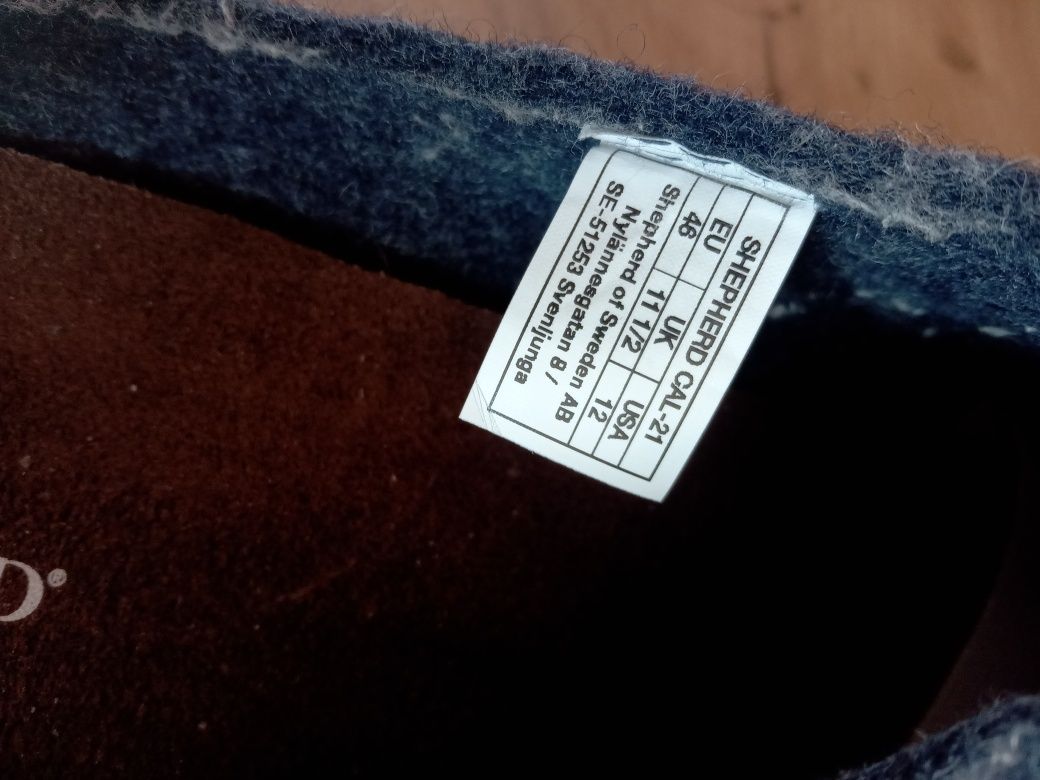 SHEPHERD CAL-21
EU UK USA
46 11 1/2 12
Shepherd of Sweden AB
Nylännesgatan 8 /
SE-51253 Svenljunga
D®